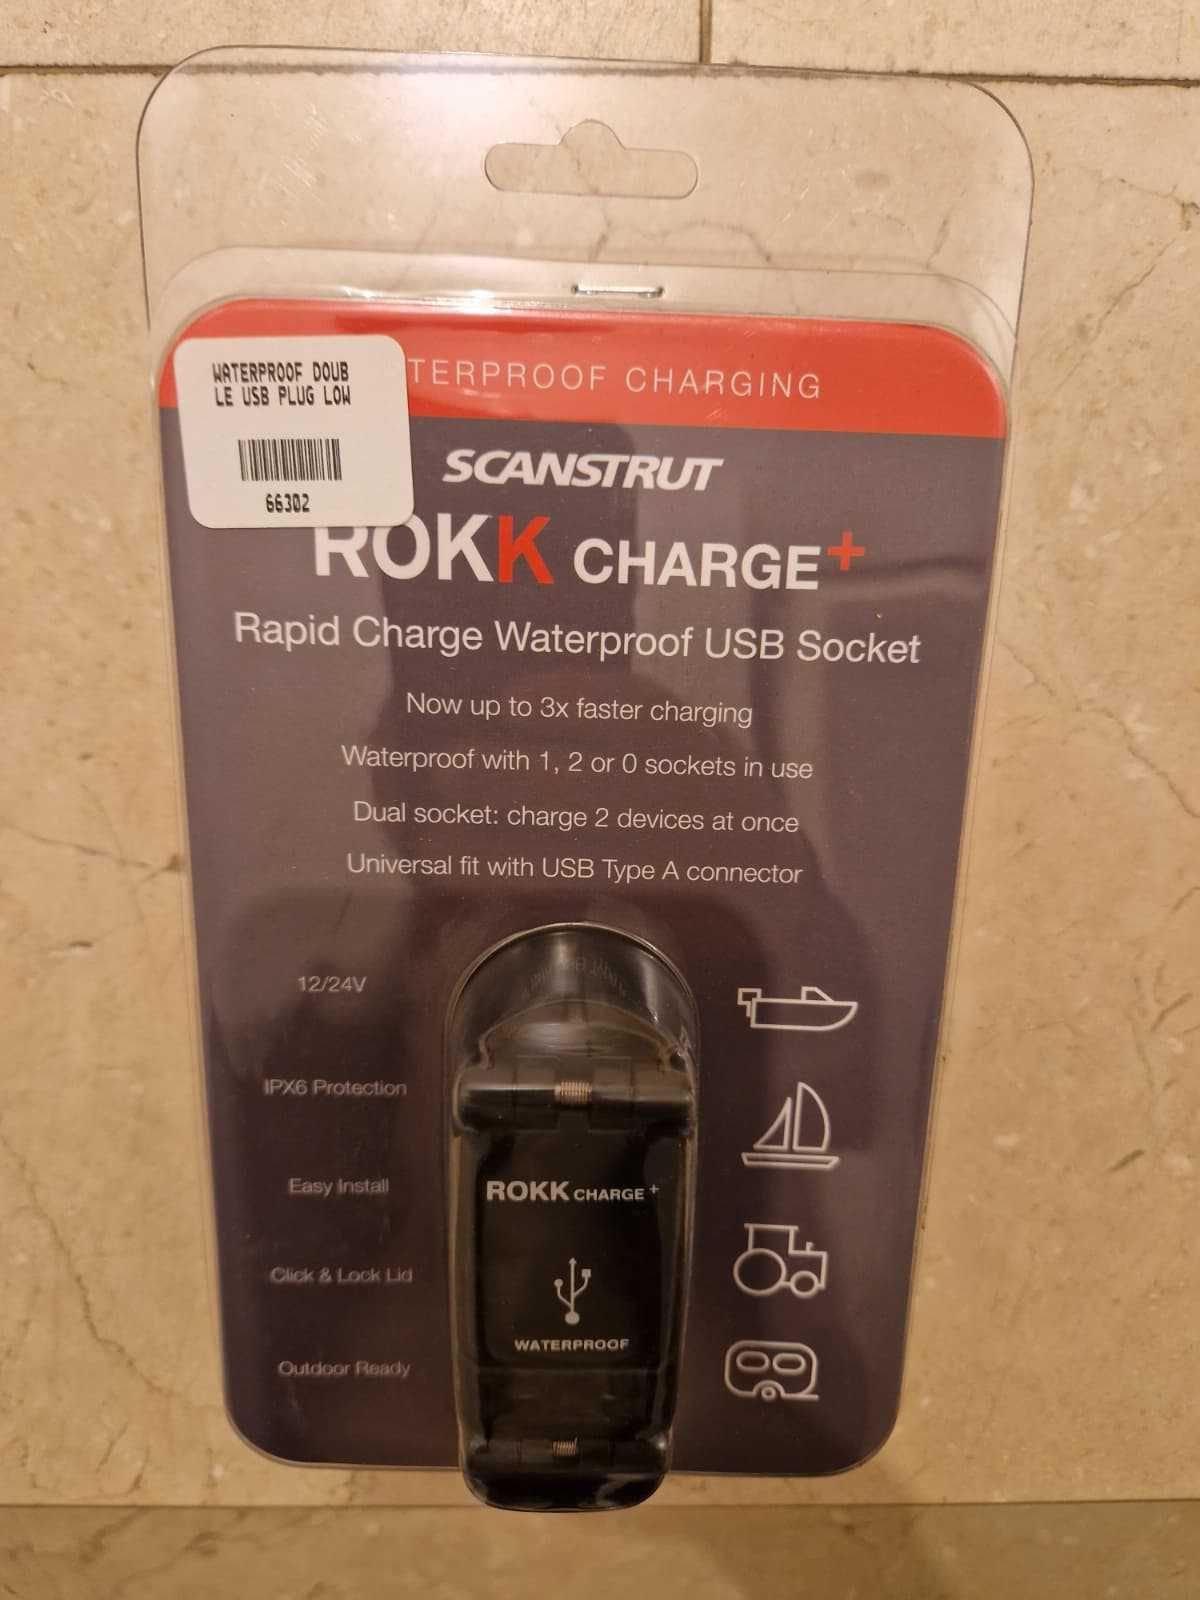 WATERPROOF DOUB
LE USB PLUG LOW
66302
TERPROOF CHARGING
SCANSTRUT
ROKK CHARGE+
Rapid Charge Waterproof USB Socket
Now up to 3x faster charging
Waterproof with 1, 2 or 0 sockets in use
Dual socket: charge 2 devices at once
Universal fit with USB Type A connector
12/24V
IPX6 Protection
Easy Install
Click & Lock Lid
Outdoor Ready
ROKK CHARGE+
WATERPROOF